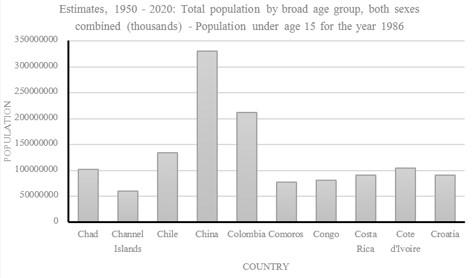 Estimates, 1950 - 2020: Total population by broad age group, both sexes
combined (thousands) - Population under age 15 for the year 1986
POPULATION
350000000
300000000
250000000
200000000
150000000
100000000
50000000
0
Chad Channel Islands Chile China Colombia Comoros Congo Costa Rica Cote d'Ivoire Croatia
COUNTRY